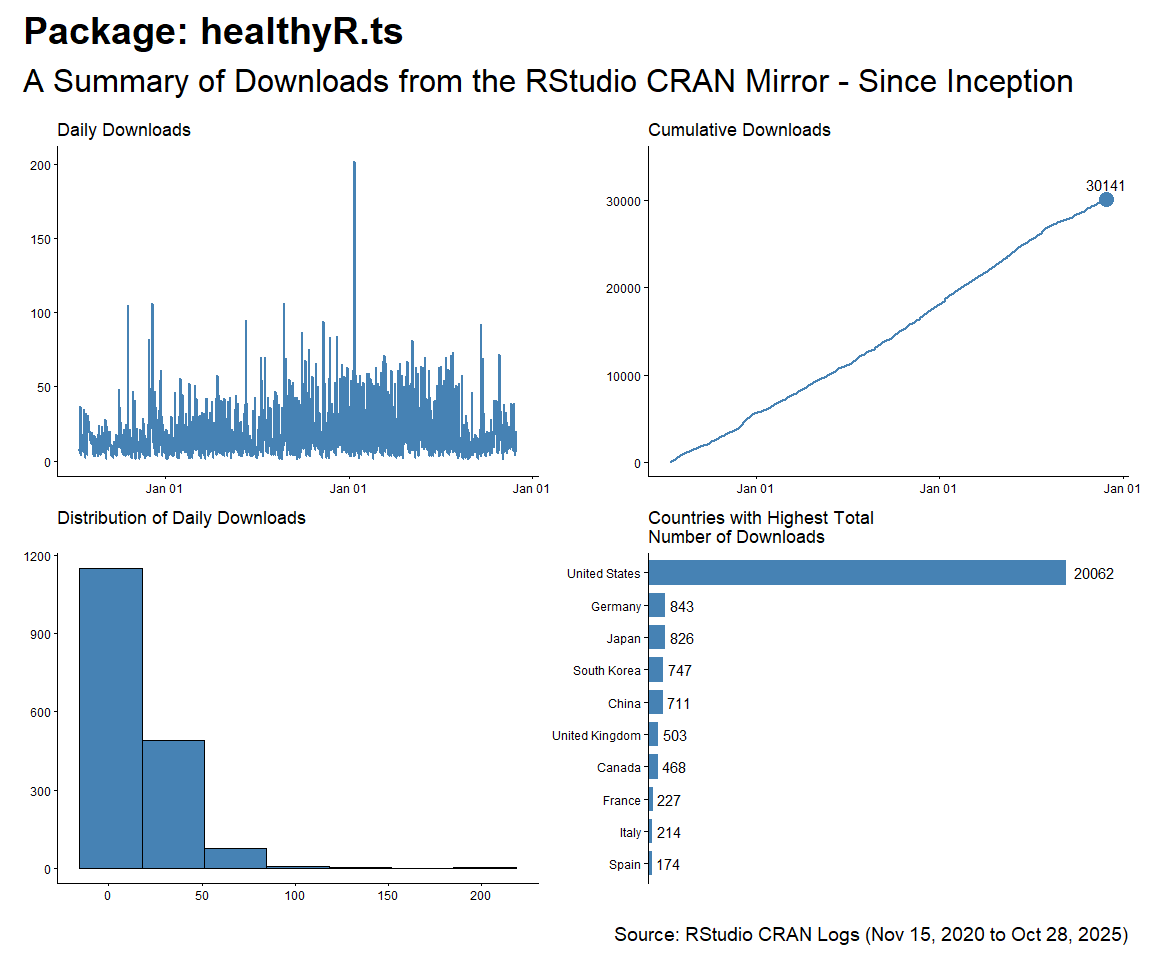 Package: healthyR.ts
A Summary of Downloads from the RStudio CRAN Mirror - Since Inception
Daily Downloads
200
150
100
50
0
Jan 01
Jan 01
Jan 01
Cumulative Downloads
30141
30000
20000
10000
0
Jan 01
Jan 01
Jan 01
Distribution of Daily Downloads
1200
900
600
300
0
0
50
100
150
200
Countries with Highest Total
Number of Downloads
United States 20062
Germany 843
Japan 826
South Korea 747
China 711
United Kingdom 503
Canada 468
France 227
Italy 214
Spain 174
Source: RStudio CRAN Logs (Nov 15, 2020 to Oct 28, 2025)